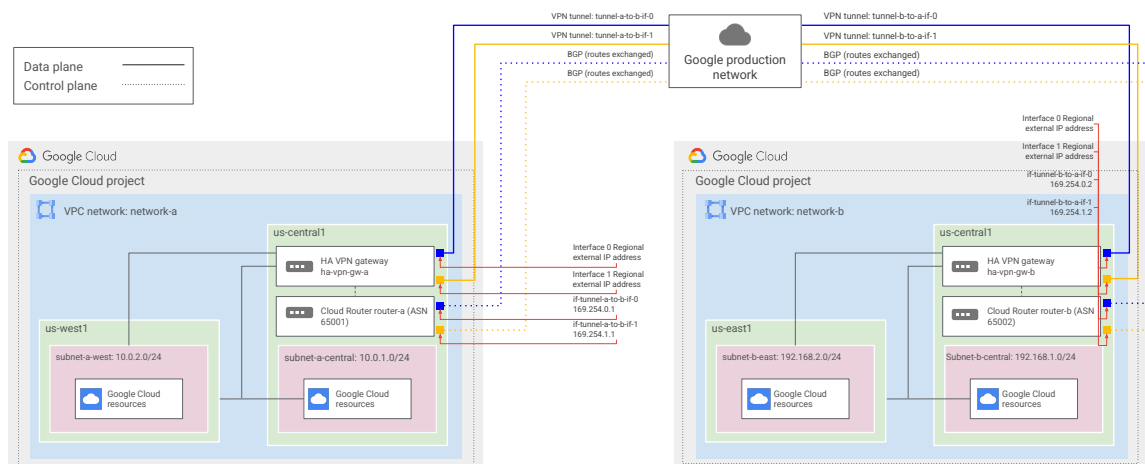 VPN tunnel: tunnel-a-to-b-if-0
VPN tunnel: tunnel-a-to-b-if-1
BGP (routes exchanged)
BGP (routes exchanged)
Google production
network
VPN tunnel: tunnel-b-to-a-if-0
VPN tunnel: tunnel-b-to-a-if-1
BGP (routes exchanged)
BGP (routes exchanged)
Data plane
Control plane
Google Cloud
Google Cloud project
VPC network: network-a
us-central1
HA VPN gateway
ha-vpn-gw-a
Cloud Router router-a (ASN
65001)
Interface 0 Regional
external IP address
Interface 1 Regional
external IP address
if-tunnel-a-to-b-if-0
169.254.0.1
if-tunnel-a-to-b-if-1
169.254.1.1
us-west1
subnet-a-west: 10.0.2.0/24
Google Cloud
resources
subnet-a-central: 10.0.1.0/24
Google Cloud
resources
Interface 0 Regional
external IP address
Interface 1 Regional
external IP address
if-tunnel-b-to-a-if-0
169.254.0.2
if-tunnel-b-to-a-if-1
169.254.1.2
Google Cloud
Google Cloud project
VPC network: network-b
us-central1
HA VPN gateway
ha-vpn-gw-b
Cloud Router router-b (ASN
65002)
us-east1
subnet-b-east: 192.168.2.0/24
Google Cloud
resources
Subnet-b-central: 192.168.1.0/24
Google Cloud
resources